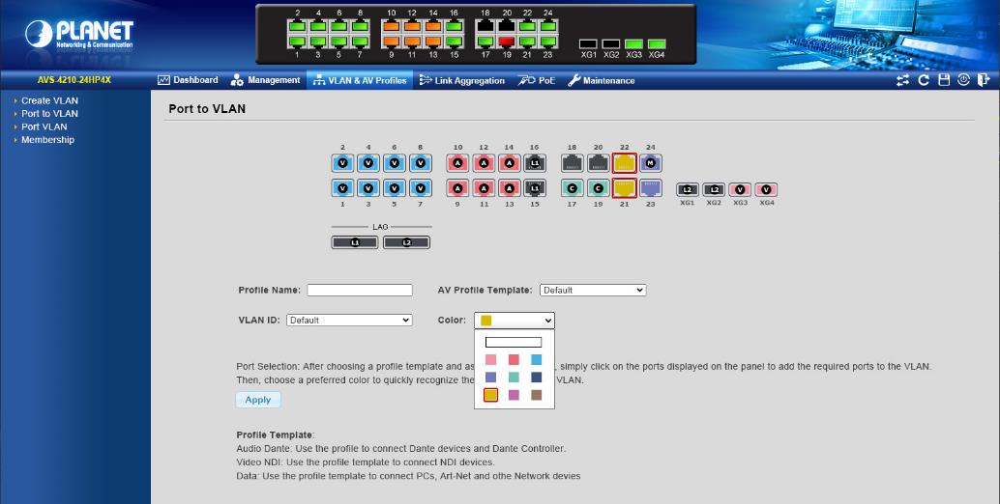 PLANET
Networking & Communication
2 4 6 8 10 12 14 16 18 20 22 24
1 3 5 7 9 11 13 15 17 19 21 23 XG1 XG2 XG3 XG4
AVS-4210-24HP4X
Dashboard Management VLAN & AV Profiles Link Aggregation PoE Maintenance
Create VLAN
Port to VLAN
Port VLAN
Membership
Port to VLAN
2 4 6 8 10 12 14 16 18 20 22 24
V V V V A A A L1 M
V V V V A A A L1 C C L2 L2 V V
1 3 5 7 9 11 13 15 17 19 21 23 XG1 XG2 XG3 XG4
LAG
L1 L2
Profile Name: AV Profile Template: Default
VLAN ID: Default Color:
Port Selection: After choosing a profile template and as , simply click on the ports displayed on the panel to add the required ports to the VLAN.
Then, choose a preferred color to quickly recognize the VLAN.
Apply
Profile Template:
Audio Dante: Use the profile to connect Dante devices and Dante Controller.
Video NDI: Use the profile template to connect NDI devices.
Data: Use the profile template to connect PCs, Art-Net and othe Network devies